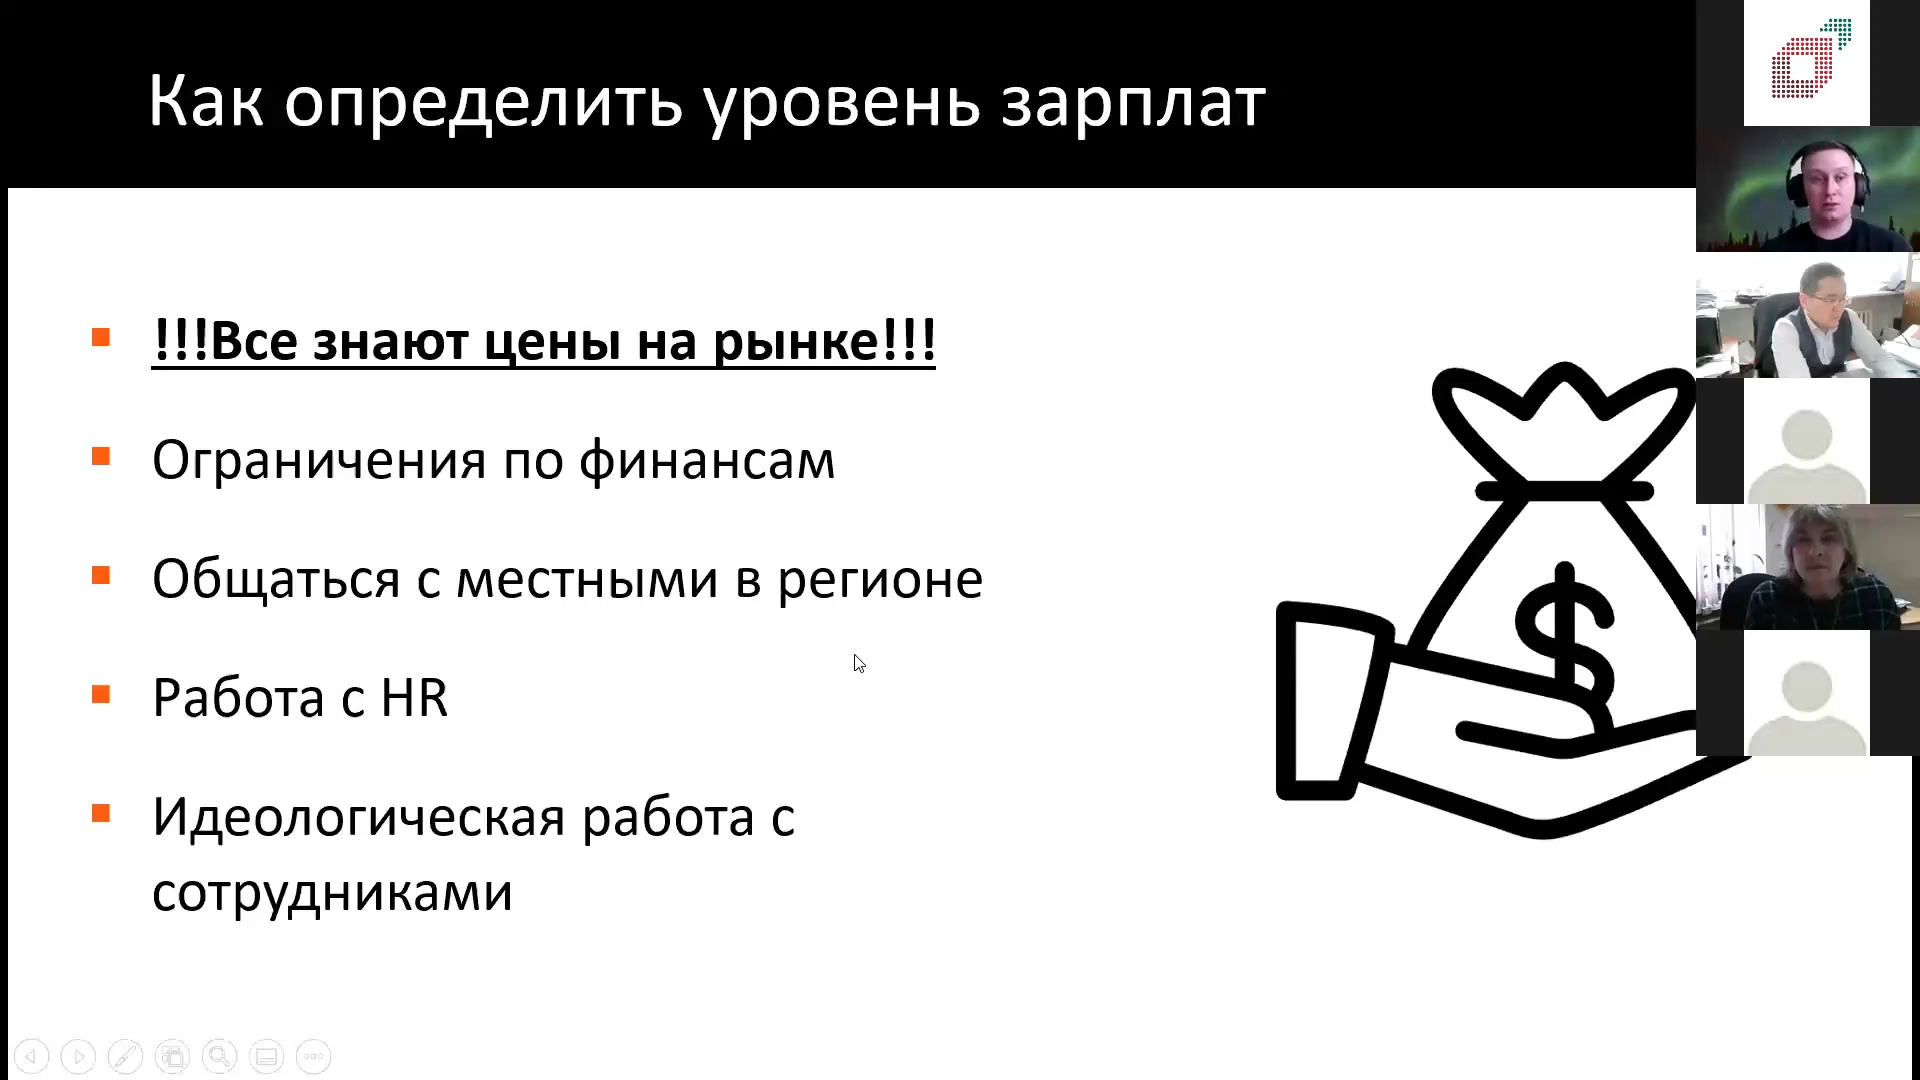 Как определить уровень зарплат
!!!Все знают цены на рынке!!!
Ограничения по финансам
Общаться с местными в регионе
Работа с HR
Идеологическая работа с
сотрудниками
$